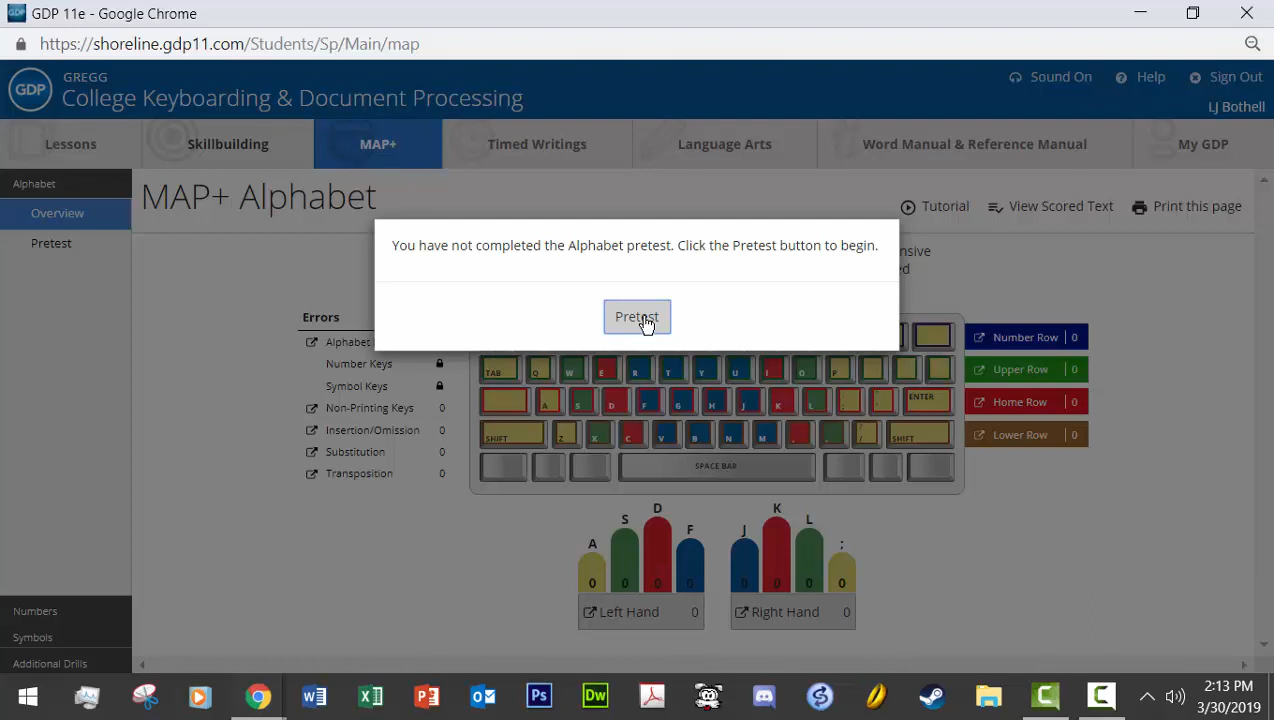 GDP 11e - Google Chrome
https://shoreline.gdp11.com/Students/Sp/Main/map
GDP
GREGG
College Keyboarding & Document Processing
Sound On
Help
Sign Out
LJ Bothell
Lessons
Skillbuilding
MAP+
Timed Writings
Language Arts
Word Manual & Reference Manual
My GDP
Alphabet
Overview
Pretest
MAP+ Alphabet
Tutorial
View Scored Text
Print this page
You have not completed the Alphabet pretest. Click the Pretest button to begin.
Pretest
Errors
Number Keys
Symbol Keys
Non-Printing Keys 0
Insertion/Omission 0
Substitution 0
Transposition 0
Number Row 0
Upper Row 0
Home Row 0
Lower Row 0
TAB Q W E R T Y U I O P
A S D F G H J K L ; ' ENTER
SHIFT Z X C V B N M , . / SHIFT
SPACE BAR
A S D F J K L ;
0 0 0 0 0 0 0 0
Left Hand 0
Right Hand 0
Numbers
Symbols
Additional Drills
2:13 PM
3/30/2019